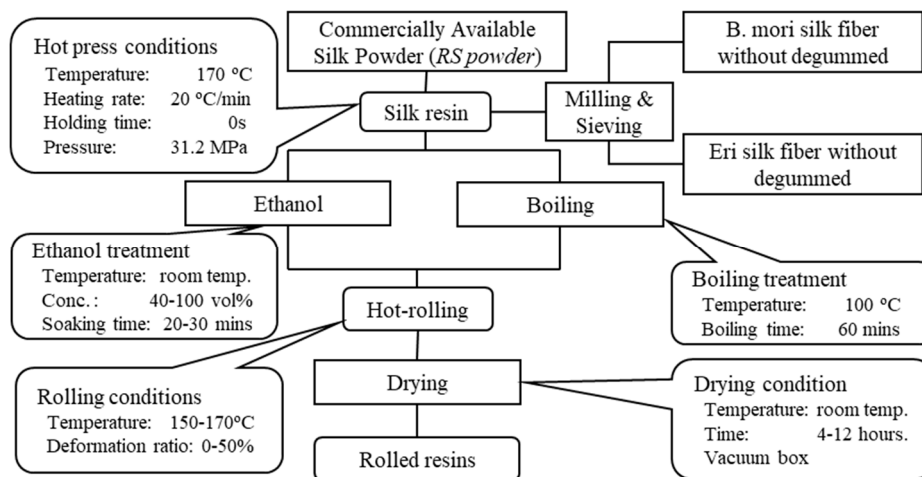 Commercially Available
Silk Powder (RS powder)
B. mori silk fiber
without degummed
Hot press conditions
Temperature: 170 °C
Heating rate: 20 °C/min
Holding time: 0s
Pressure: 31.2 MPa
Silk resin
Milling &
Sieving
Eri silk fiber without
degummed
Ethanol
Boiling
Ethanol treatment
Temperature: room temp.
Conc. : 40-100 vol%
Soaking time: 20-30 mins
Boiling treatment
Temperature: 100 °C
Boiling time: 60 mins
Hot-rolling
Rolling conditions
Temperature: 150-170°C
Deformation ratio: 0-50%
Drying
Drying condition
Temperature: room temp.
Time: 4-12 hours.
Vacuum box
Rolled resins